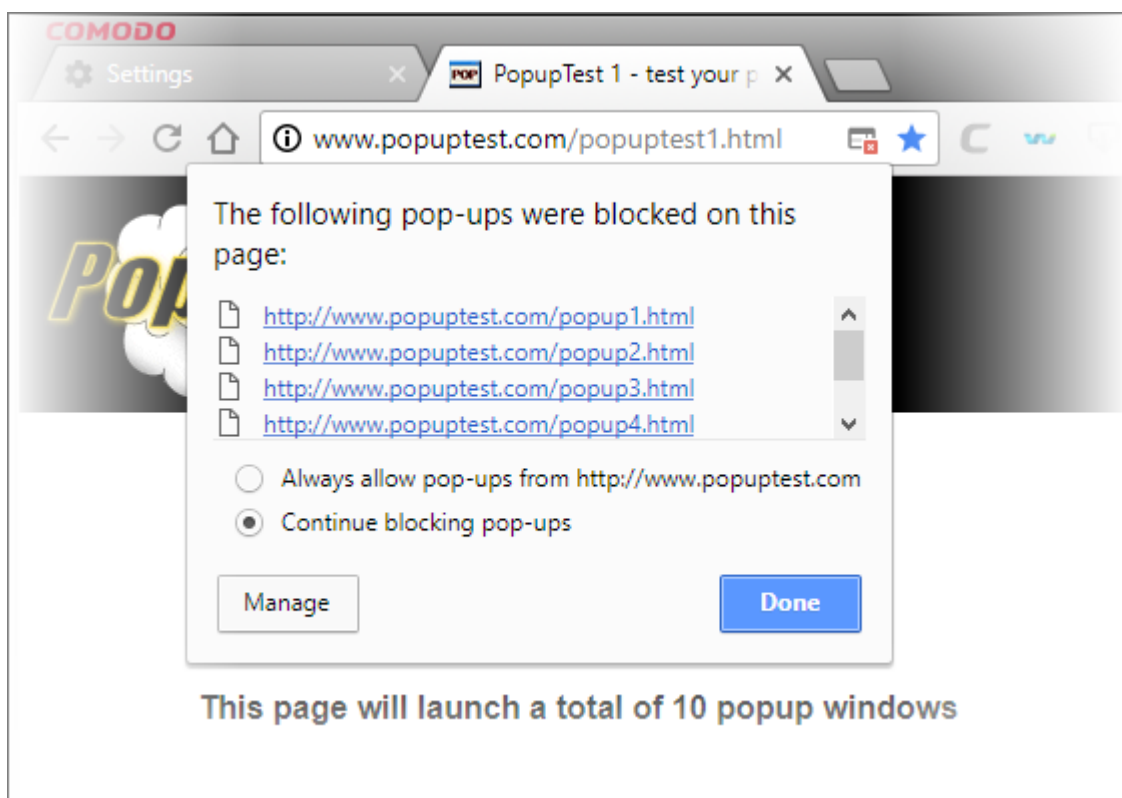 COMODO
Settings
POP PopupTest 1 - test your p
www.popuptest.com/popuptest1.html
Pop
The following pop-ups were blocked on this
page:
http://www.popuptest.com/popup1.html
http://www.popuptest.com/popup2.html
http://www.popuptest.com/popup3.html
http://www.popuptest.com/popup4.html
Always allow pop-ups from http://www.popuptest.com
Continue blocking pop-ups
Manage
Done
This page will launch a total of 10 popup windows